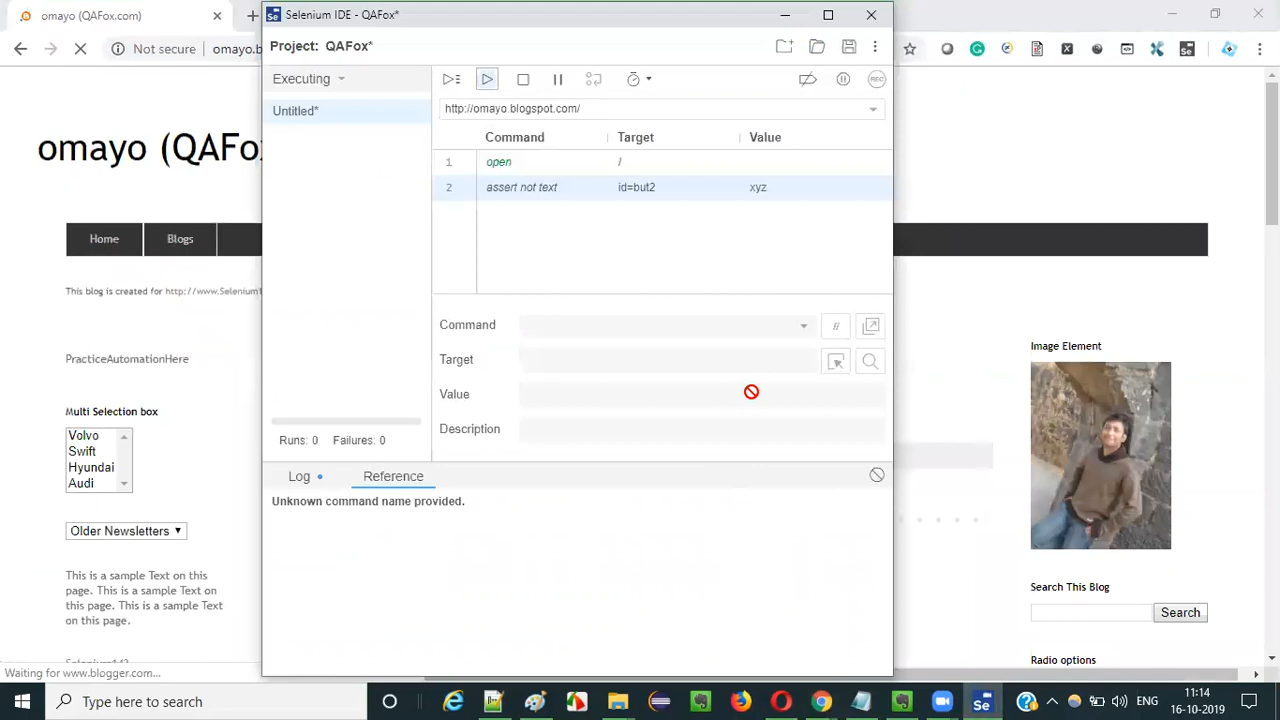 omayo (QAFox.com)
Not secure
omayo.b
omayo (QAFo
Home
Blogs
This blog is created for http://www.Selenium1
PracticeAutomationHere
Multi Selection box
Volvo
Swift
Hyundai
Audi
Older Newsletters
This is a sample Text on this
page. This is a sample Text on
this page. This is a sample Text
on this page.
Waiting for www.blogger.com...
Selenium IDE - QAFox*
Project: QAFox*
Executing
Untitled*
Runs: 0 Failures: 0
REC
http://omayo.blogspot.com/
Command Target Value
1 open /
2 assert not text id=but2 xyz
Command
//
Target
Value
Description
Log
Reference
Unknown command name provided.
Image Element
Search This Blog
Search
Radio options
Type here to search
ENG
11:14
16-10-2019